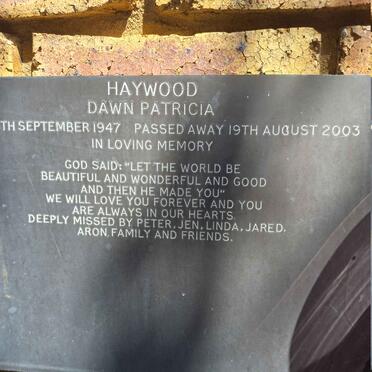 HAYWOOD
DAWN PATRICIA
TH SEPTEMBER 1947 PASSED AWAY 19TH AUGUST 2003
IN LOVING MEMORY
GOD SAID: "LET THE WORLD BE
BEAUTIFUL AND WONDERFUL AND GOOD
AND THEN HE MADE YOU"
WE WILL LOVE YOU FOREVER AND YOU
ARE ALWAYS IN OUR HEARTS
DEEPLY MISSED BY PETER, JEN, LINDA, JARED,
ARON, FAMILY AND FRIENDS.